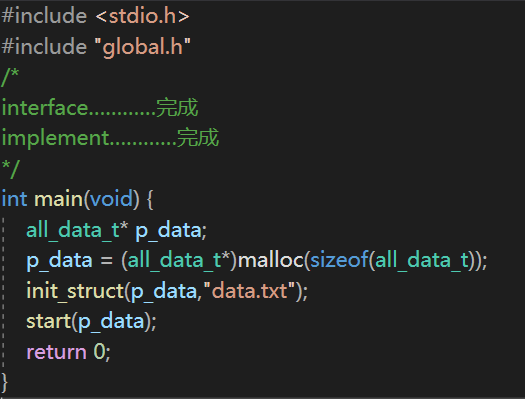 #include <stdio.h>
#include "global.h"
/*
interface............完成
implement............完成
*/
int main(void) {
all_data_t* p_data;
p_data = (all_data_t*)malloc(sizeof(all_data_t));
init_struct(p_data,"data.txt");
start(p_data);
return 0;
}